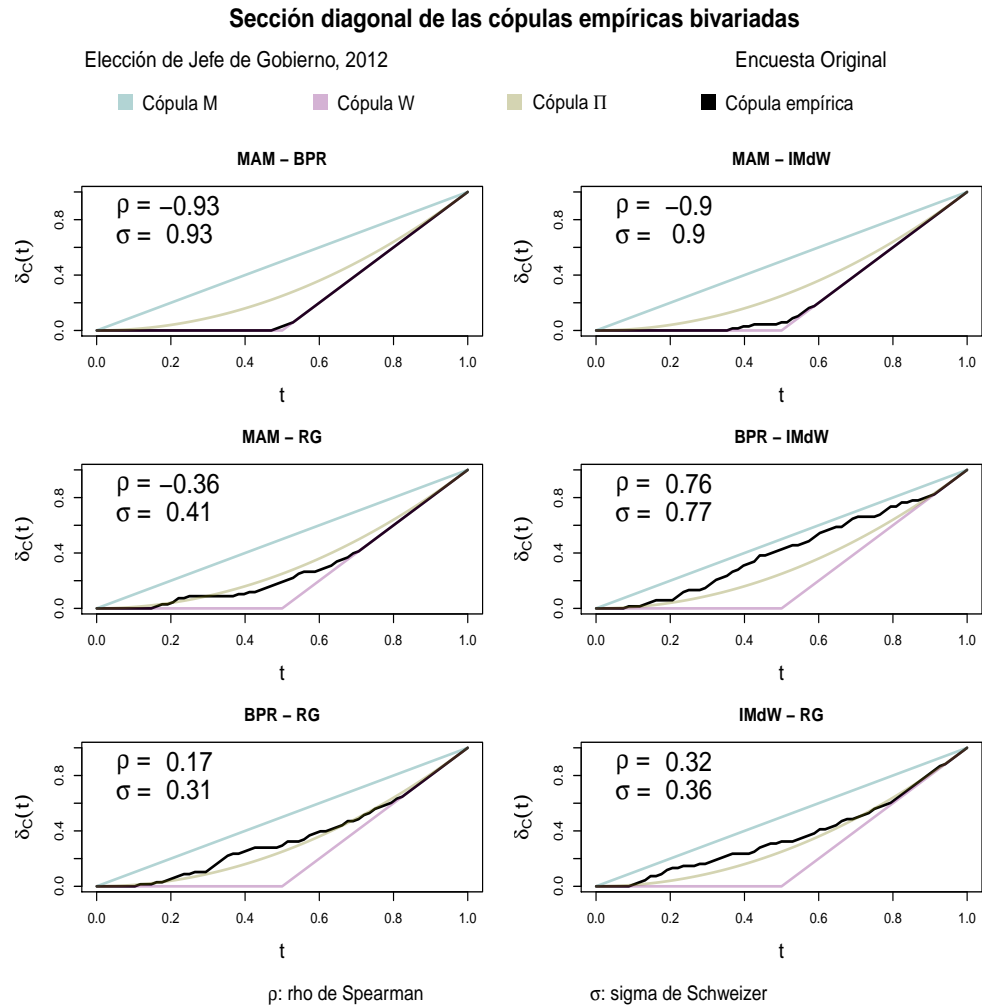 Sección diagonal de las cópulas empíricas bivariadas
Elección de Jefe de Gobierno, 2012 Encuesta Original
Cópula M Cópula W Cópula Π Cópula empírica
MAM − BPR
ρ = −0.93
σ = 0.93
δC(t)
0.0 0.4 0.8
0.0 0.2 0.4 0.6 0.8 1.0
t
MAM − IMdW
ρ = −0.9
σ = 0.9
δC(t)
0.0 0.4 0.8
0.0 0.2 0.4 0.6 0.8 1.0
t
MAM − RG
ρ = −0.36
σ = 0.41
δC(t)
0.0 0.4 0.8
0.0 0.2 0.4 0.6 0.8 1.0
t
BPR − IMdW
ρ = 0.76
σ = 0.77
δC(t)
0.0 0.4 0.8
0.0 0.2 0.4 0.6 0.8 1.0
t
BPR − RG
ρ = 0.17
σ = 0.31
δC(t)
0.0 0.4 0.8
0.0 0.2 0.4 0.6 0.8 1.0
t
IMdW − RG
ρ = 0.32
σ = 0.36
δC(t)
0.0 0.4 0.8
0.0 0.2 0.4 0.6 0.8 1.0
t
ρ: rho de Spearman σ: sigma de Schweizer